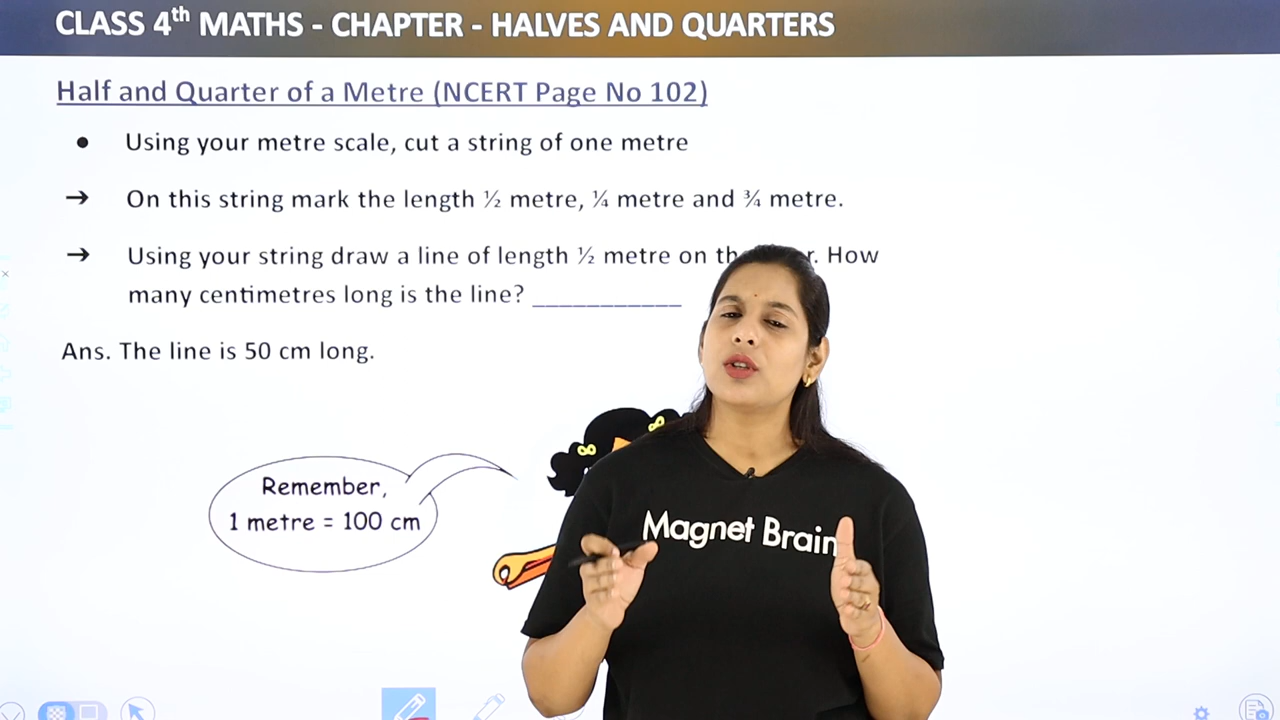 CLASS 4th MATHS - CHAPTER - HALVES AND QUARTERS
Half and Quarter of a Metre (NCERT Page No 102)
● Using your metre scale, cut a string of one metre
→ On this string mark the length ½ metre, ¼ metre and ¾ metre.
→ Using your string draw a line of length ½ metre on the . How
many centimetres long is the line? ___________
Ans. The line is 50 cm long.
Remember,
1 metre = 100 cm
Magnet Brain